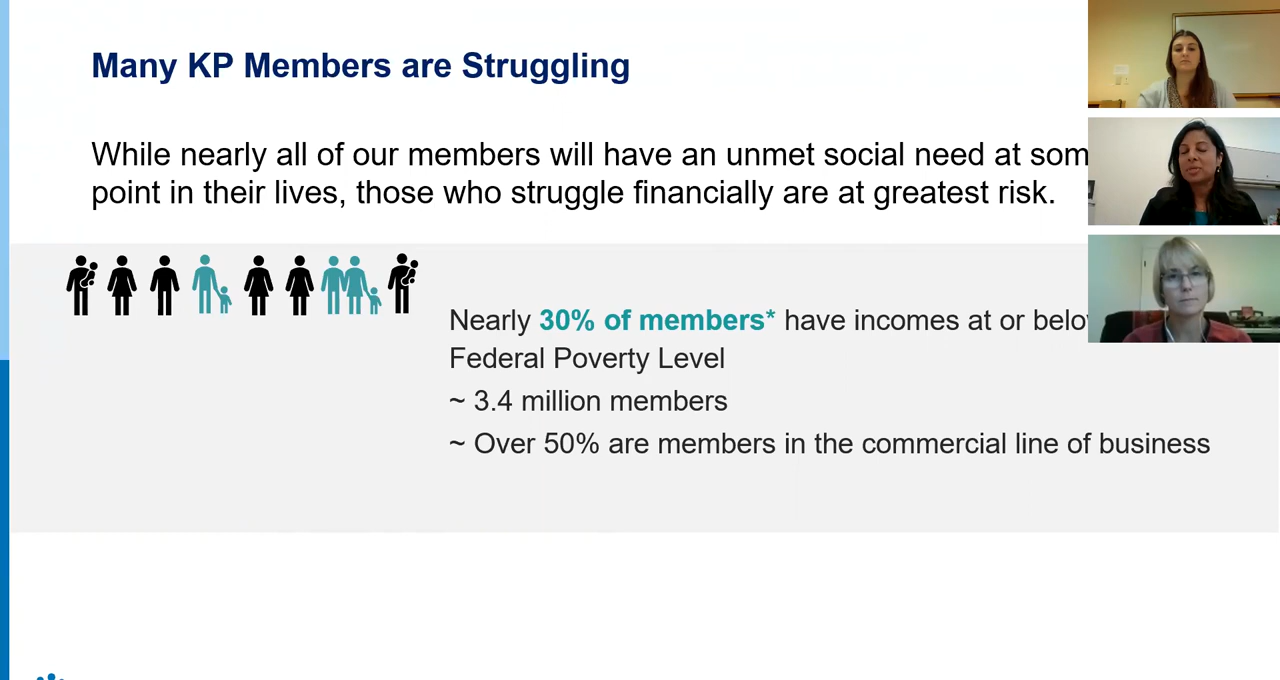 Many KP Members are Struggling
While nearly all of our members will have an unmet social need at som
point in their lives, those who struggle financially are at greatest risk.
Nearly 30% of members* have incomes at or belo
Federal Poverty Level
~ 3.4 million members
~ Over 50% are members in the commercial line of business